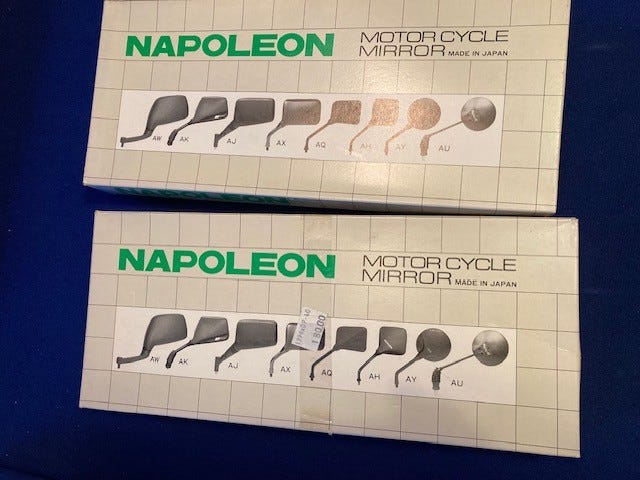 NAPOLEON
MOTOR CYCLE
MIRROR MADE IN JAPAN
AW AK AJ AX AQ AH AY AU
NAPOLEON
NAPOLEON
MOTOR CYCLE
MIRROR MADE IN JAPAN
AW AK AJ AX AQ AH AY AU